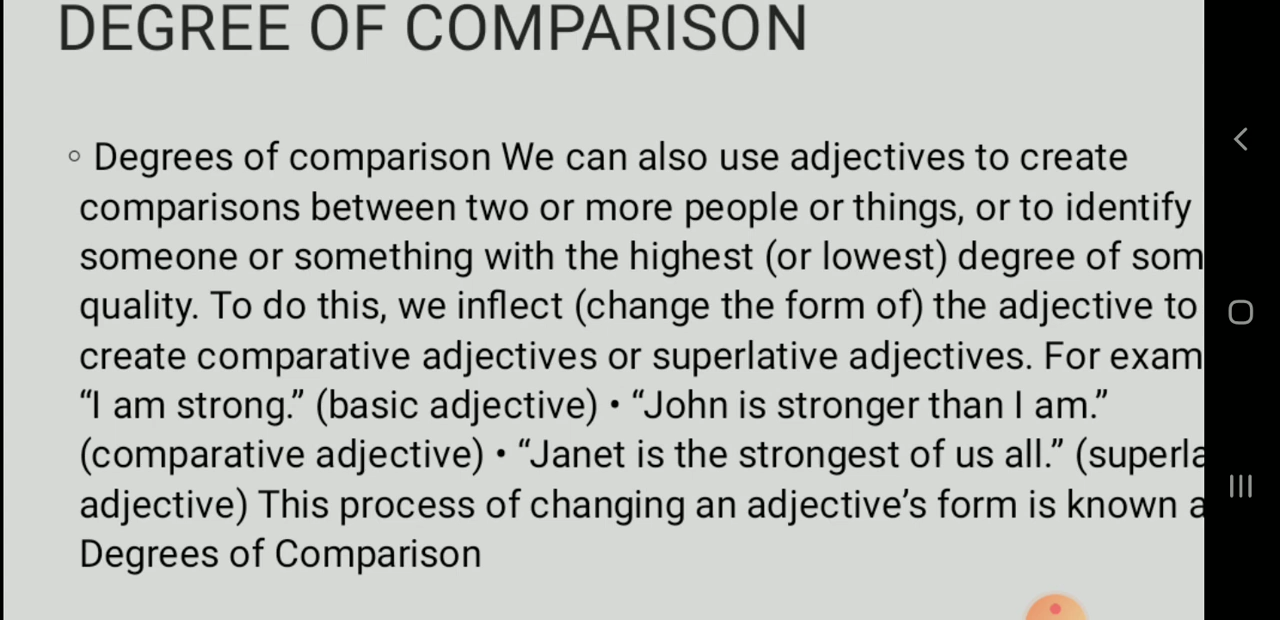 DEGREE OF COMPARISON
◦ Degrees of comparison We can also use adjectives to create
comparisons between two or more people or things, or to identify
someone or something with the highest (or lowest) degree of som
quality. To do this, we inflect (change the form of) the adjective to
create comparative adjectives or superlative adjectives. For exam
“I am strong.” (basic adjective) • “John is stronger than I am.”
(comparative adjective) • “Janet is the strongest of us all.” (superla
adjective) This process of changing an adjective’s form is known a
Degrees of Comparison